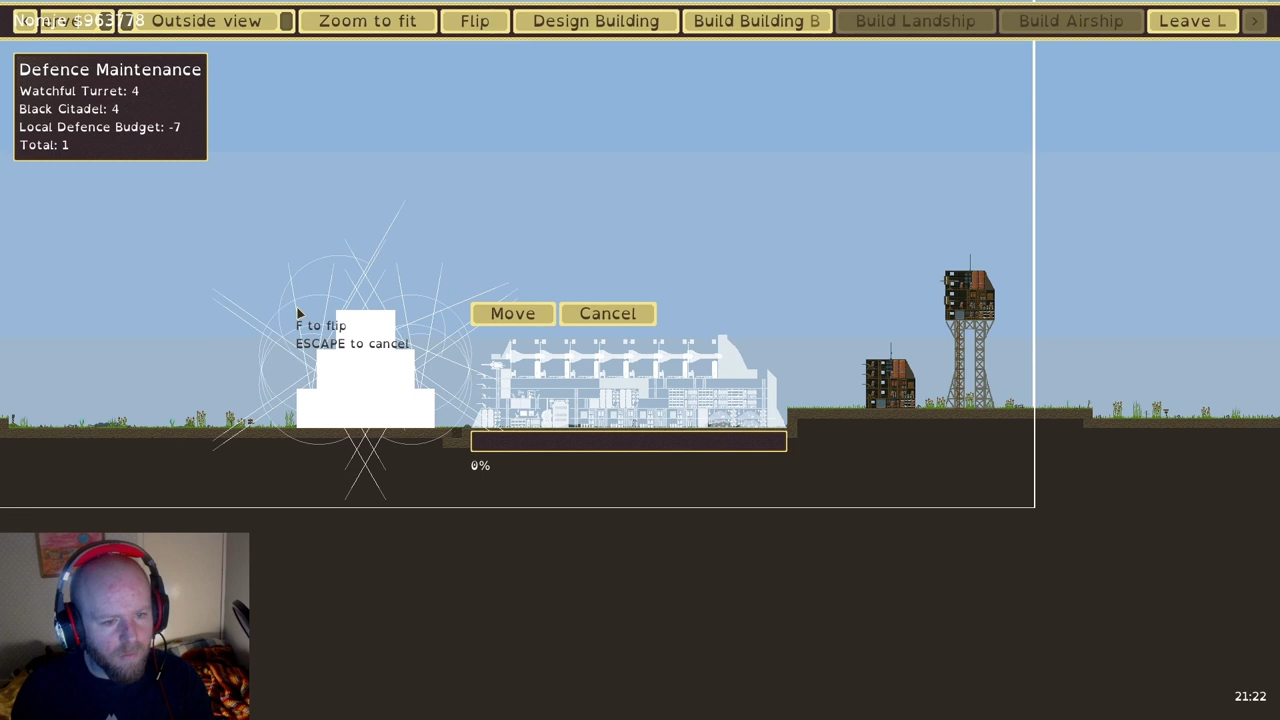 Nornje $963778
Outside view
Zoom to fit
Flip
Design Building
Build Building B
Build Landship
Build Airship
Leave L
>
Defence Maintenance
Watchful Turret: 4
Black Citadel: 4
Local Defence Budget: -7
Total: 1
F to flip
ESCAPE to cancel
Move
Cancel
0%
21:22